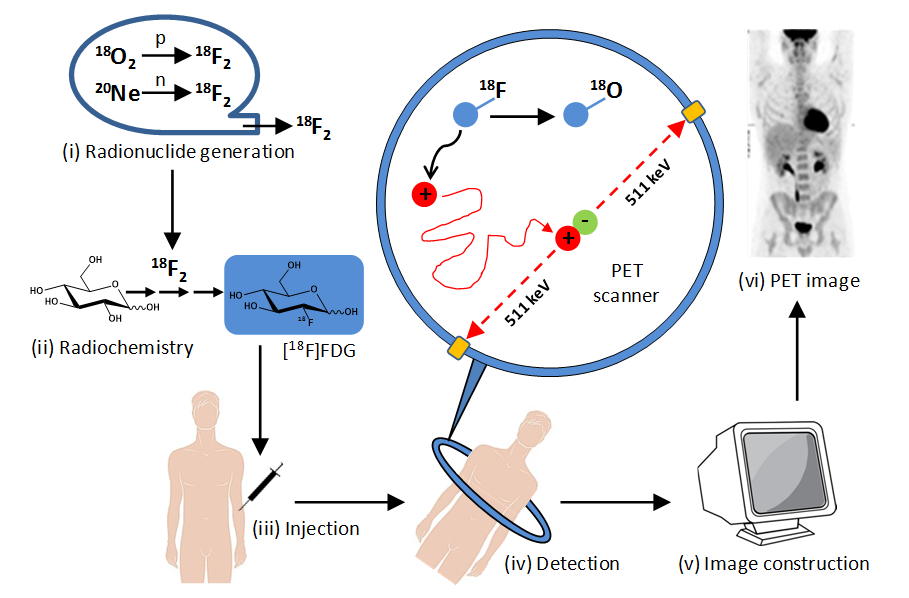 ¹⁸O₂ p ¹⁸F₂
²⁰Ne n ¹⁸F₂
¹⁸F₂
(i) Radionuclide generation
¹⁸F₂
OH
HO
HO
O
OH
OH
(ii) Radiochemistry
OH
HO
HO
O
OH
¹⁸F
[¹⁸F]FDG
(iii) Injection
¹⁸F
¹⁸O
+
-
+
511 keV
511 keV
PET
scanner
(iv) Detection
(v) Image construction
(vi) PET image